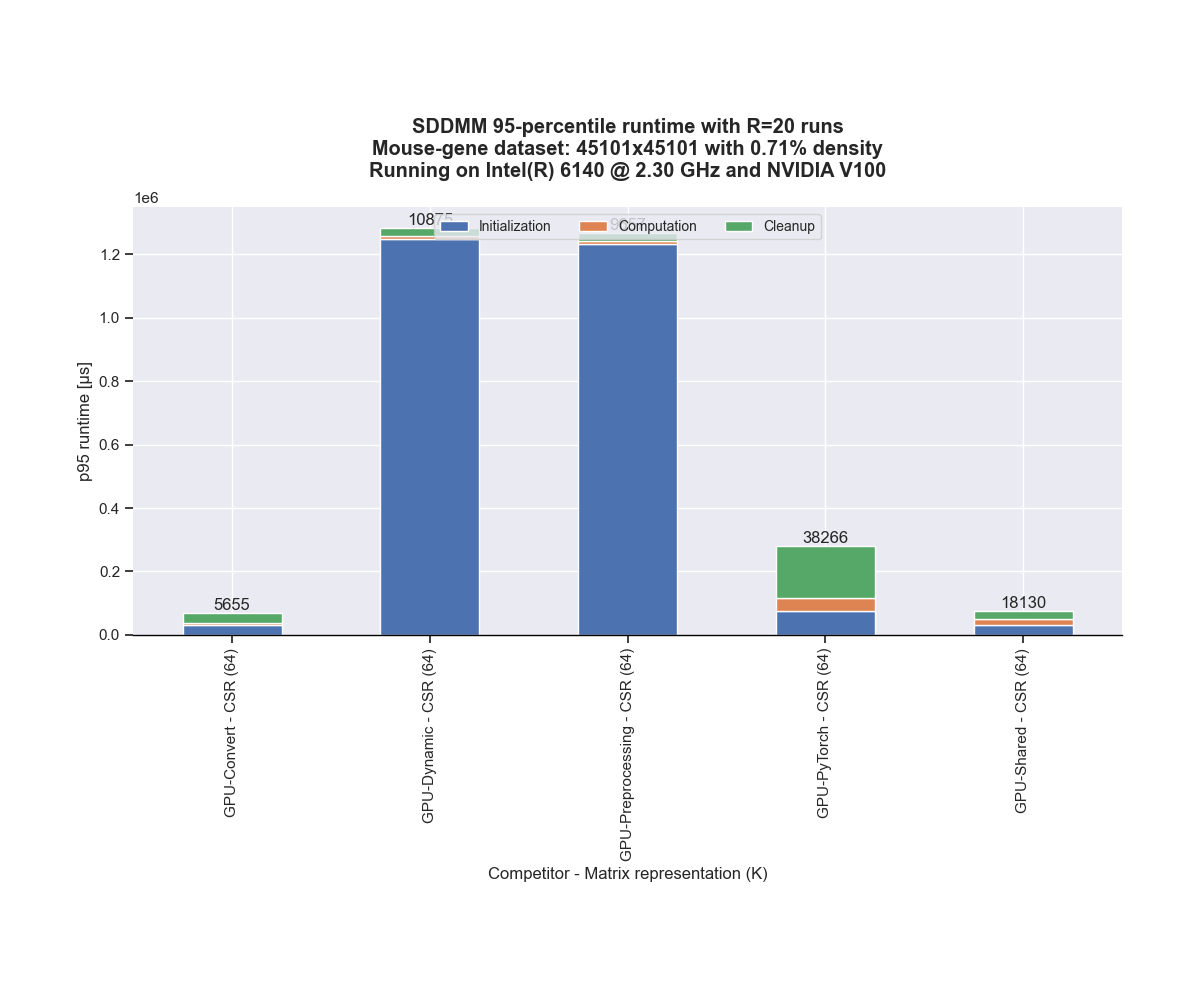 SDDMM 95-percentile runtime with R=20 runs
Mouse-gene dataset: 45101x45101 with 0.71% density
Running on Intel(R) 6140 @ 2.30 GHz and NVIDIA V100
1e6
10875
Initialization
Computation
Cleanup
1.2
1.0
0.8
0.6
0.4
0.2
0.0
p95 runtime [μs]
5655
38266
18130
GPU-Convert - CSR (64)
GPU-Dynamic - CSR (64)
GPU-Preprocessing - CSR (64)
GPU-PyTorch - CSR (64)
GPU-Shared - CSR (64)
Competitor - Matrix representation (K)